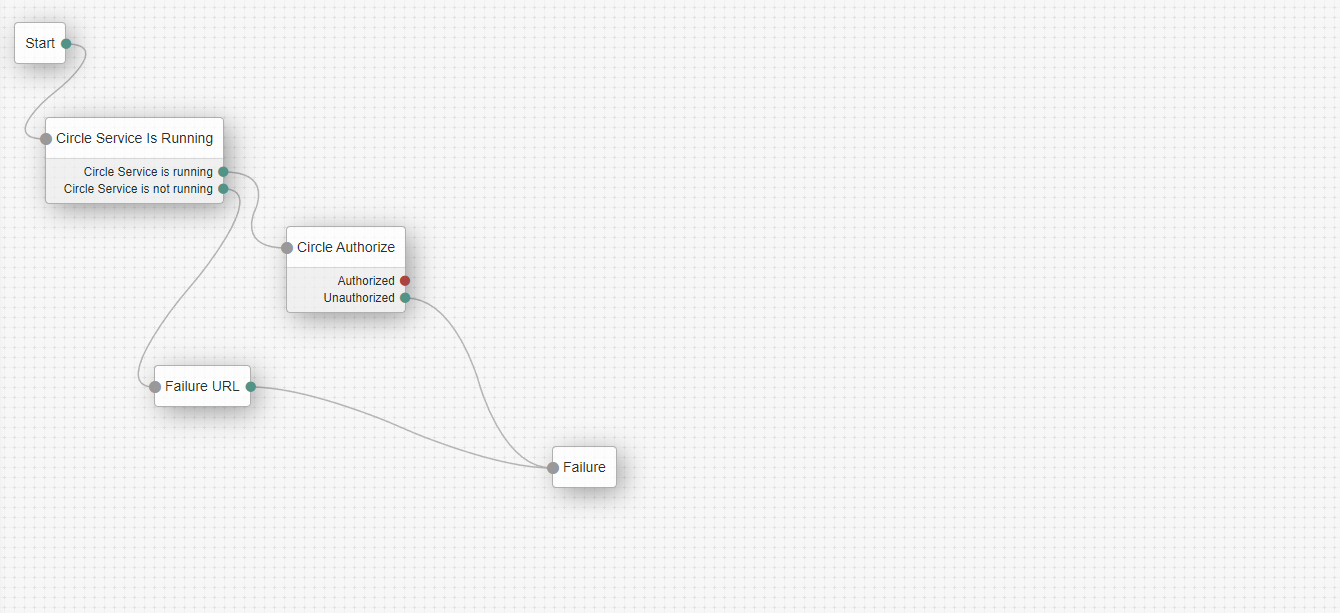 Start
Circle Service Is Running
Circle Service is running
Circle Service is not running
Circle Authorize
Authorized
Unauthorized
Failure URL
Failure